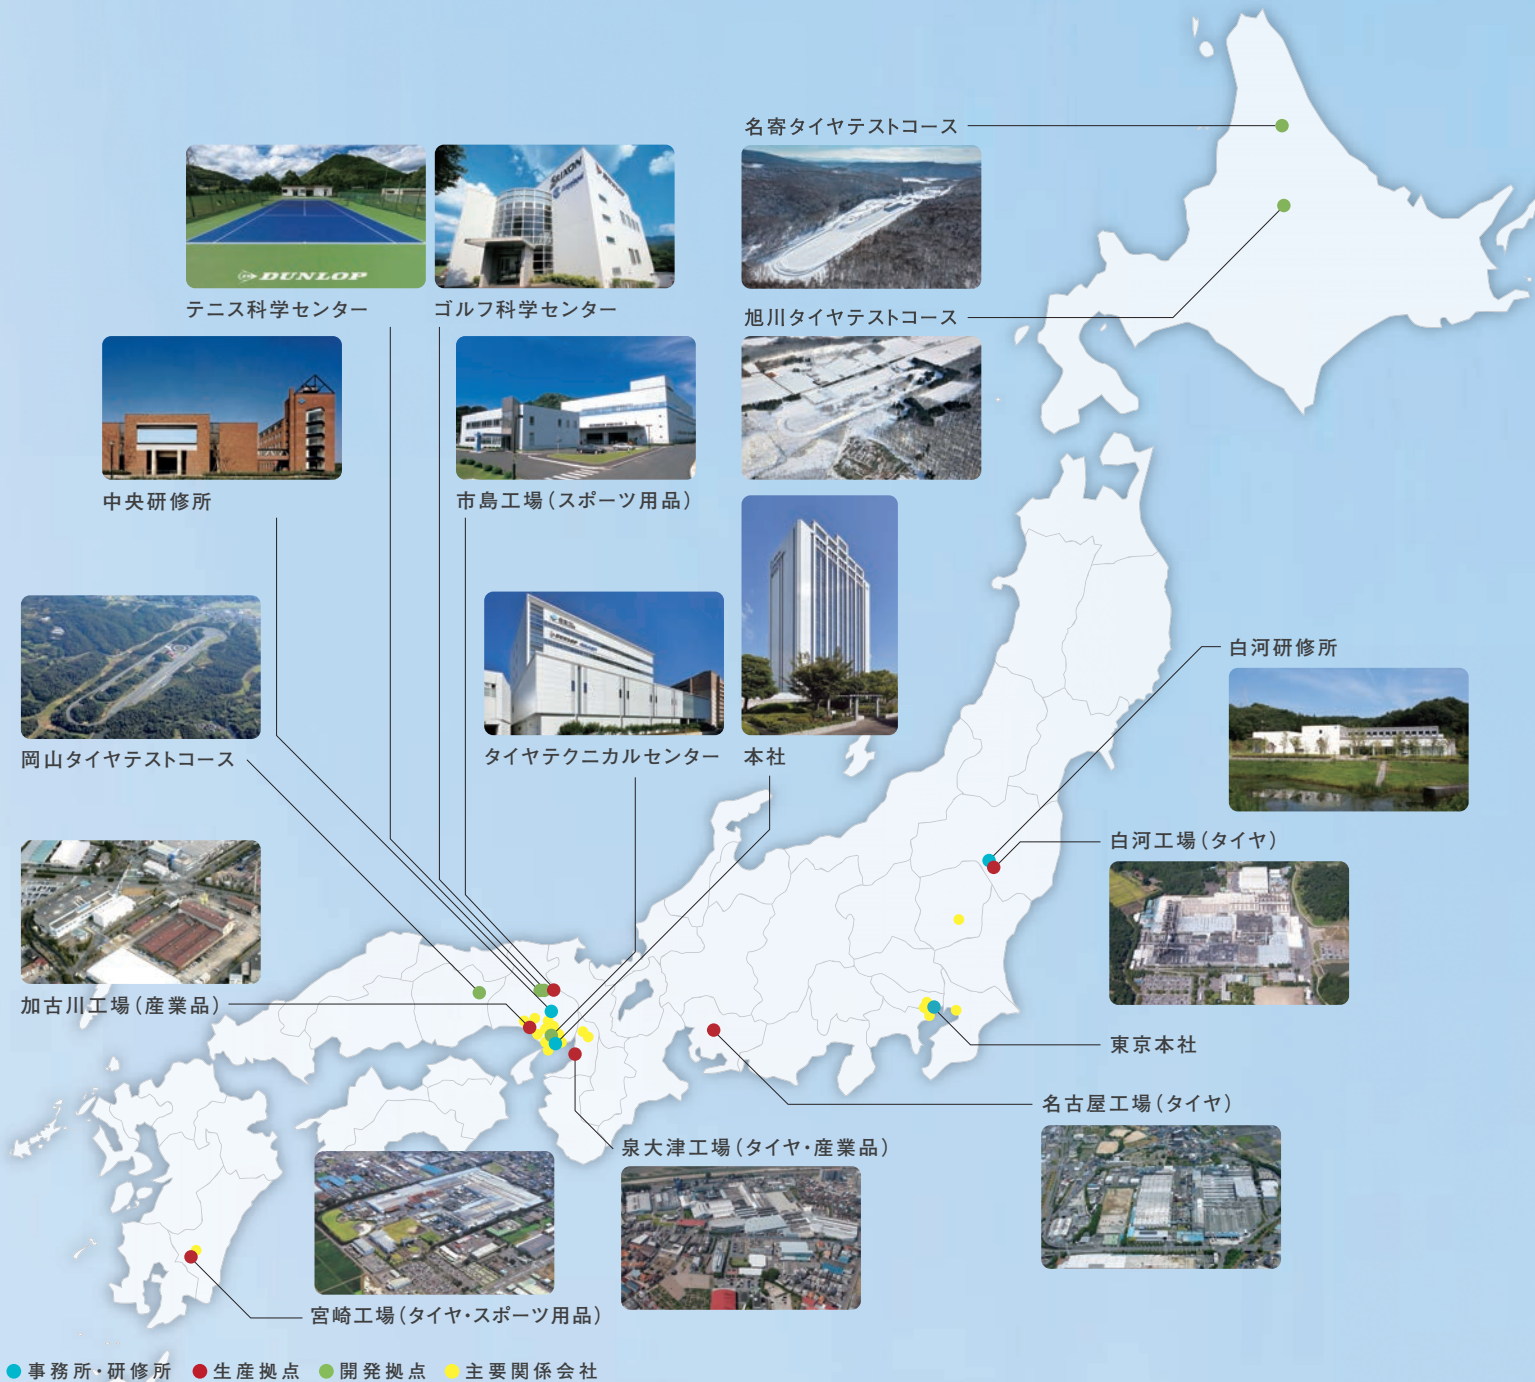 名寄タイヤテストコース
SRIXON
DUNLOP
テニス科学センター
ゴルフ科学センター
旭川タイヤテストコース
中央研修所
市島工場(スポーツ用品)
白河研修所
岡山タイヤテストコース
タイヤテクニカルセンター
本社
白河工場(タイヤ)
加古川工場(産業品)
東京本社
名古屋工場(タイヤ)
泉大津工場(タイヤ・産業品)
宮崎工場(タイヤ・スポーツ用品)
事務所・研修所 生産拠点 開発拠点 主要関係会社